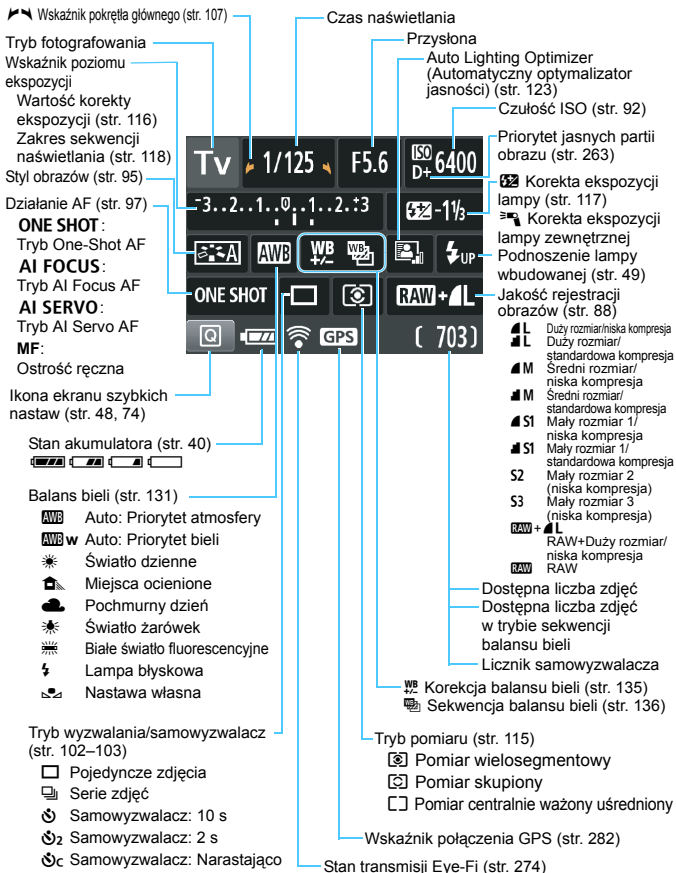 Wskaźnik pokrętła głównego (str. 107)
Tryb fotografowania
Wskaźnik poziomu
ekspozycji
Wartość korekty
ekspozycji (str. 116)
Zakres sekwencji
naświetlania (str. 118)
Styl obrazów (str. 95)
Działanie AF (str. 97)
ONE SHOT:
Tryb One-Shot AF
AI FOCUS:
Tryb AI Focus AF
AI SERVO:
Tryb AI Servo AF
MF:
Ostrość ręczna
Ikona ekranu szybkich
nastaw (str. 48, 74)
Stan akumulatora (str. 40)
Balans bieli (str. 131)
AWB Auto: Priorytet atmosfery
AWB w Auto: Priorytet bieli
Światło dzienne
Miejsca ocienione
Pochmurny dzień
Światło żarówek
Białe światło fluorescencyjne
Lampa błyskowa
Nastawa własna
Tryb wyzwalania/samowyzwalacz
(str. 102–103)
Pojedyncze zdjęcia
Serie zdjęć
Samowyzwalacz: 10 s
2 Samowyzwalacz: 2 s
C Samowyzwalacz: Narastająco
Czas naświetlania
Przysłona
Auto Lighting Optimizer
(Automatyczny optymalizator
jasności) (str. 123)
Czułość ISO (str. 92)
Priorytet jasnych partii
obrazu (str. 263)
Korekta ekspozycji
lampy (str. 117)
Korekta ekspozycji
lampy zewnętrznej
Podnoszenie lampy
wbudowanej (str. 49)
Jakość rejestracji
obrazów (str. 88)
L Duży rozmiar/niska kompresja
L Duży rozmiar/
standardowa kompresja
M Średni rozmiar/
niska kompresja
M Średni rozmiar/
standardowa kompresja
S1 Mały rozmiar 1/
niska kompresja
S1 Mały rozmiar 1/
standardowa kompresja
S2 Mały rozmiar 2
(niska kompresja)
S3 Mały rozmiar 3
(niska kompresja)
RAW + L
RAW+Duży rozmiar/
niska kompresja
RAW RAW
Dostępna liczba zdjęć
Dostępna liczba zdjęć
w trybie sekwencji
balansu bieli
Licznik samowyzwalacza
WB +/- Korekcja balansu bieli (str. 135)
WB Sekwencja balansu bieli (str. 136)
Tryb pomiaru (str. 115)
Pomiar wielosegmentowy
Pomiar skupiony
Pomiar centralnie ważony uśredniony
Wskaźnik połączenia GPS (str. 282)
Stan transmisji Eye-Fi (str. 274)
Tv 1/125 F5.6 ISO D+ 6400
-3..2..1..0..1..2.+3 -1⅓
A AWB WB +/- WB UP
ONE SHOT RAW+L
Q GPS ( 703)